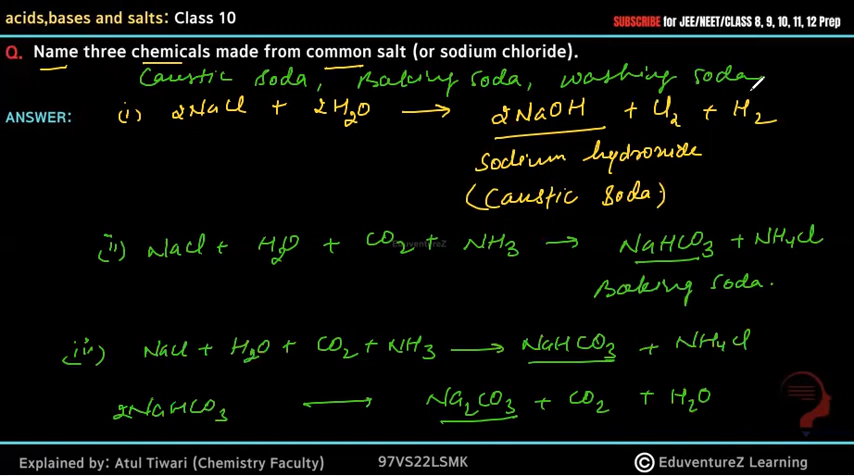 acids,bases and salts: Class 10
SUBSCRIBE for JEE/NEET/CLASS 8, 9, 10, 11, 12 Prep
Q. Name three chemicals made from common salt (or sodium chloride).
Caustic Soda, Baking soda, washing soda
ANSWER: (i) 2NaCl + 2H₂O → 2NaOH + Cl₂ + H₂
Sodium hydroxide
(Caustic Soda)
(ii) NaCl + H₂O + CO₂ + NH₃ → NaHCO₃ + NH₄Cl
EduventureZ
Baking soda.
(iii) NaCl + H₂O + CO₂ + NH₃ → NaHCO₃ + NH₄Cl
2NaHCO₃ → Na₂CO₃ + CO₂ + H₂O
Explained by: Atul Tiwari (Chemistry Faculty) 97VS22LSMK © EduventureZ Learning